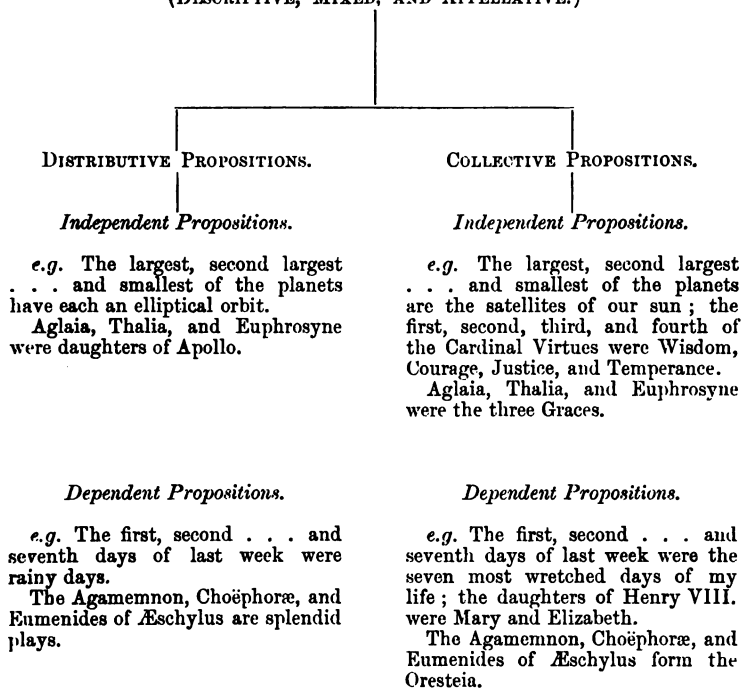 (Descriptive, Mixed, and Appellative.)
Distributive Propositions.
Independent Propositions.
e.g. The largest, second largest
. . . and smallest of the planets
have each an elliptical orbit.
Aglaia, Thalia, and Euphrosyne
were daughters of Apollo.
Dependent Propositions.
e.g. The first, second . . . and
seventh days of last week were
rainy days.
The Agamemnon, Choëphoræ, and
Eumenides of Æschylus are splendid
plays.
Collective Propositions.
Independent Propositions.
e.g. The largest, second largest
. . . and smallest of the planets
are the satellites of our sun ; the
first, second, third, and fourth of
the Cardinal Virtues were Wisdom,
Courage, Justice, and Temperance.
Aglaia, Thalia, and Euphrosyne
were the three Graces.
Dependent Propositions.
e.g. The first, second . . . and
seventh days of last week were the
seven most wretched days of my
life ; the daughters of Henry VIII.
were Mary and Elizabeth.
The Agamemnon, Choëphoræ, and
Eumenides of Æschylus form the
Oresteia.